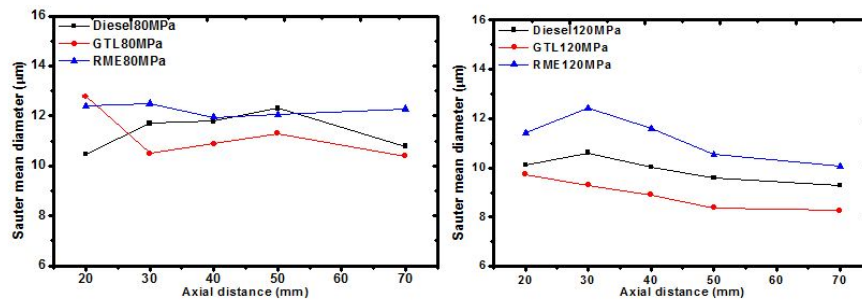 16
14
12
10
8
6
Sauter mean diameter (μm)
Diesel80MPa
GTL80MPa
RME80MPa
20 30 40 50 60 70
Axial distance (mm)
16
14
12
10
8
6
Sauter mean diameter (μm)
Diesel120MPa
GTL120MPa
RME120MPa
20 30 40 50 60 70
Axial distance (mm)